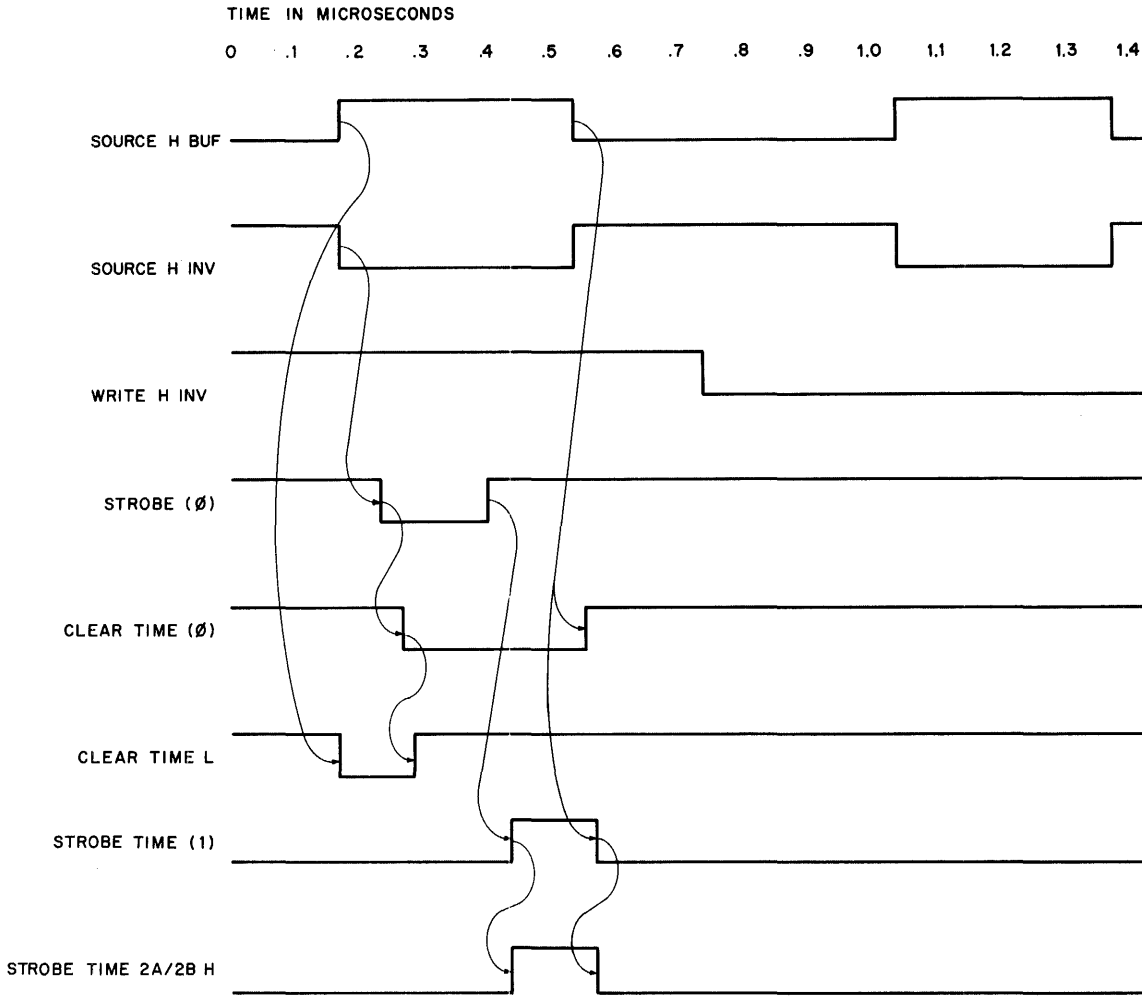 TIME IN MICROSECONDS
0 .1 .2 .3 .4 .5 .6 .7 .8 .9 1.0 1.1 1.2 1.3 1.4
SOURCE H BUF
SOURCE H INV
WRITE H INV
STROBE (Ø)
CLEAR TIME (Ø)
CLEAR TIME L
STROBE TIME (1)
STROBE TIME 2A/2B H